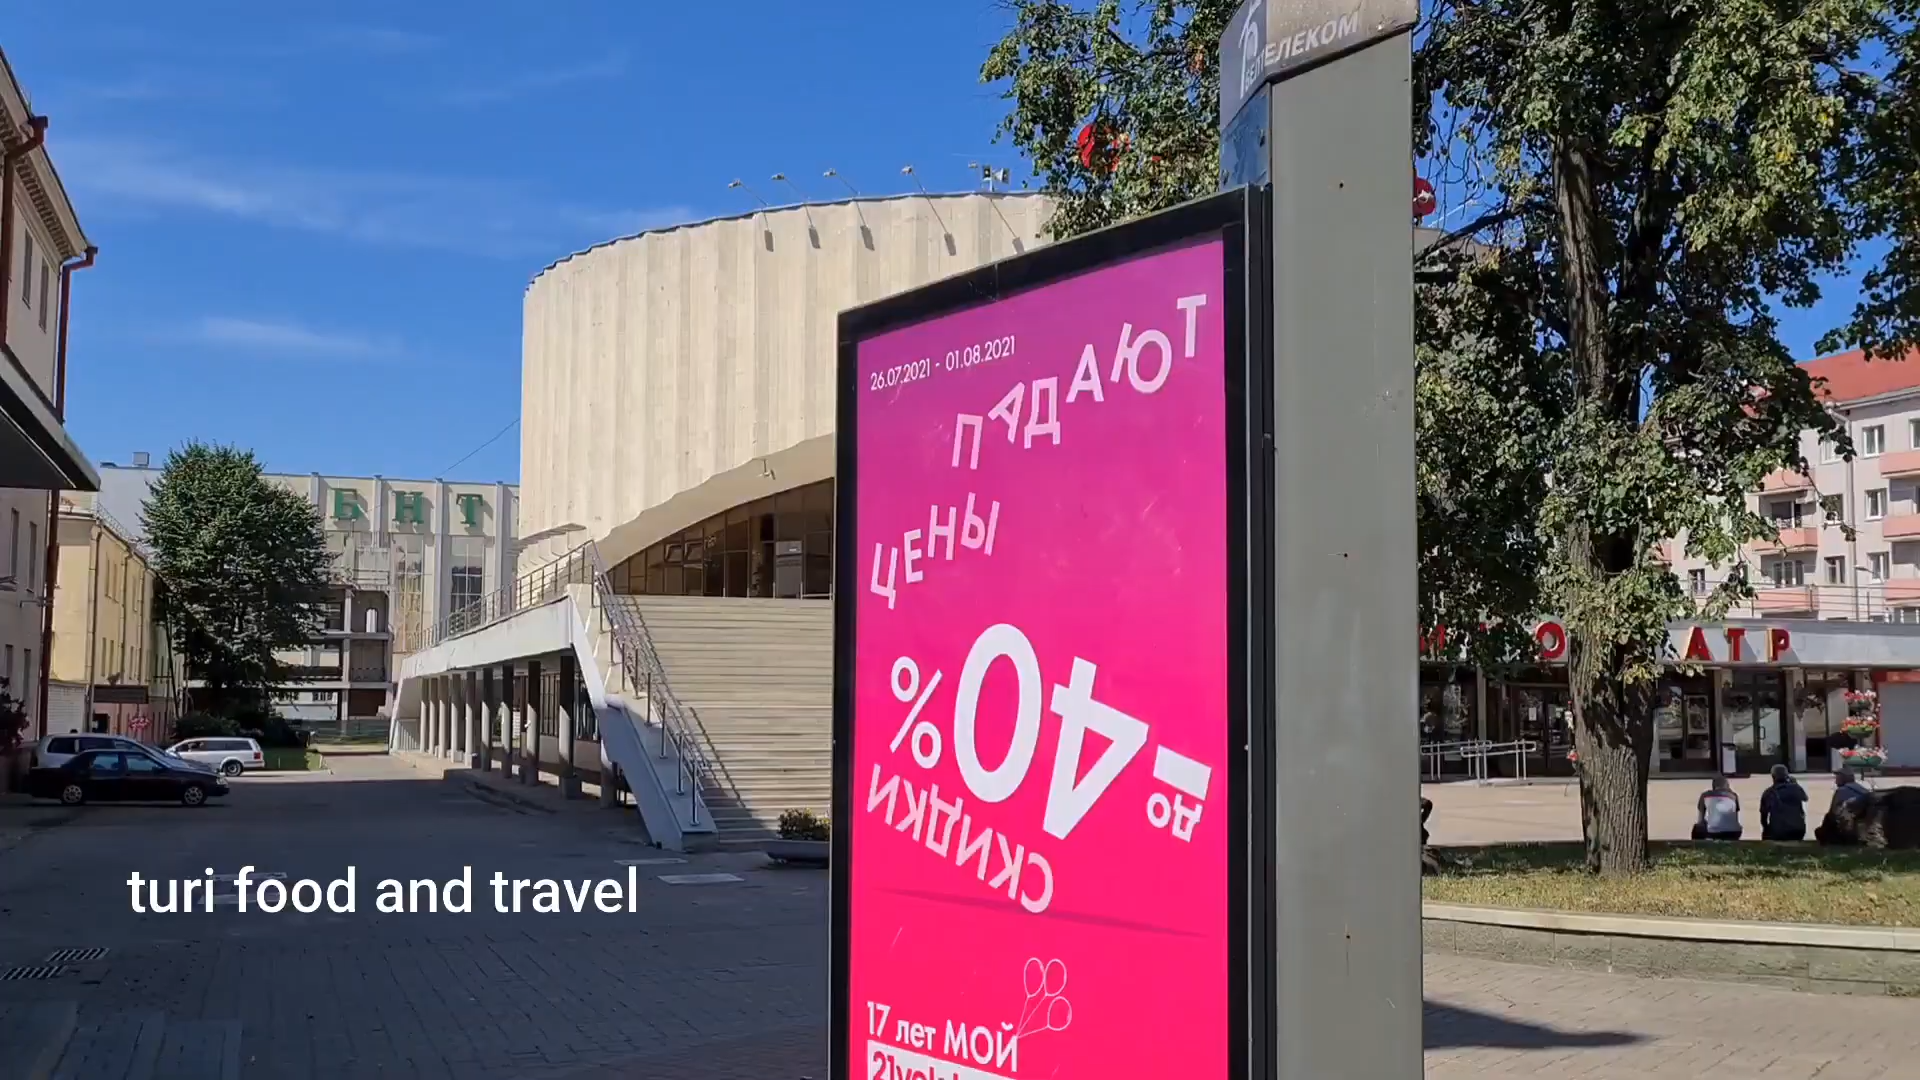 БЕЛТЕЛЕКОМ
26.07.2021 - 01.08.2021
ПАДАЮТ
ЦЕНЫ
до -40%
СКИДКИ
17 лет МОЙ
БНТ
turi food and travel